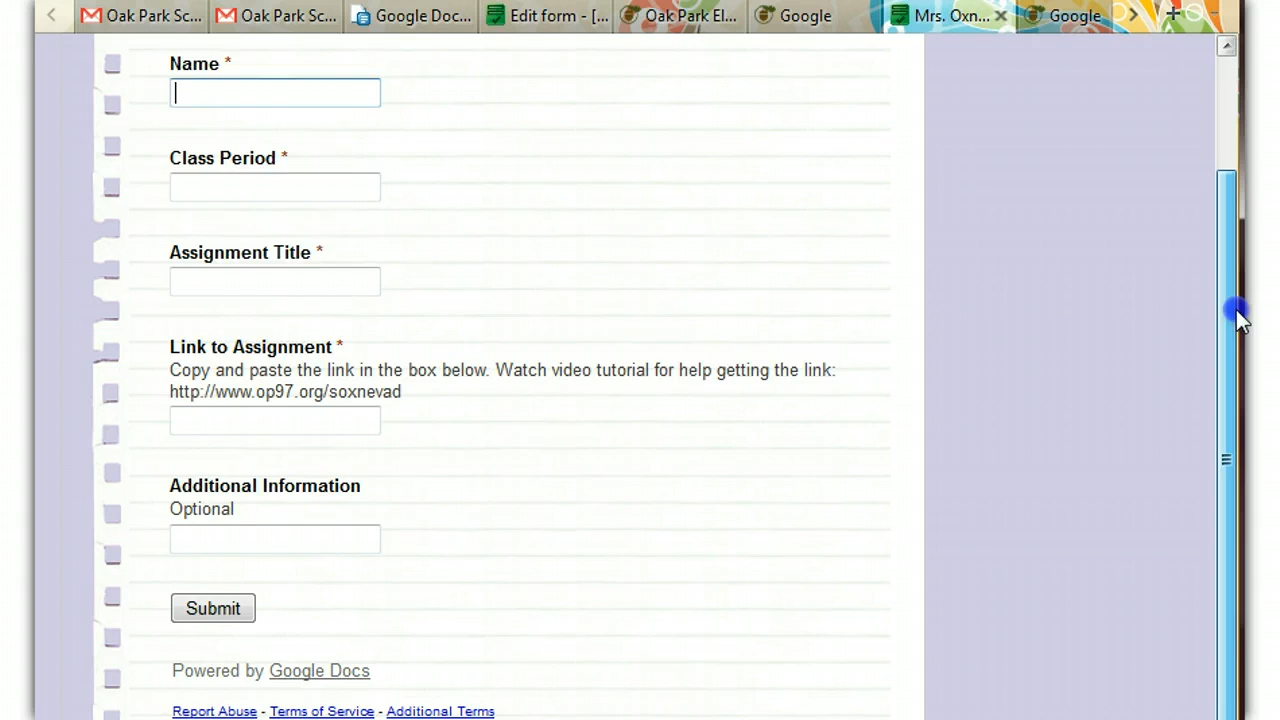 Oak Park Sc... Oak Park Sc... Google Doc... Edit form - [... Oak Park El... Google Mrs. Oxn... Google
Name *
Class Period *
Assignment Title *
Link to Assignment *
Copy and paste the link in the box below. Watch video tutorial for help getting the link:
http://www.op97.org/soxnevad
Additional Information
Optional
Submit
Powered by Google Docs
Report Abuse - Terms of Service - Additional Terms